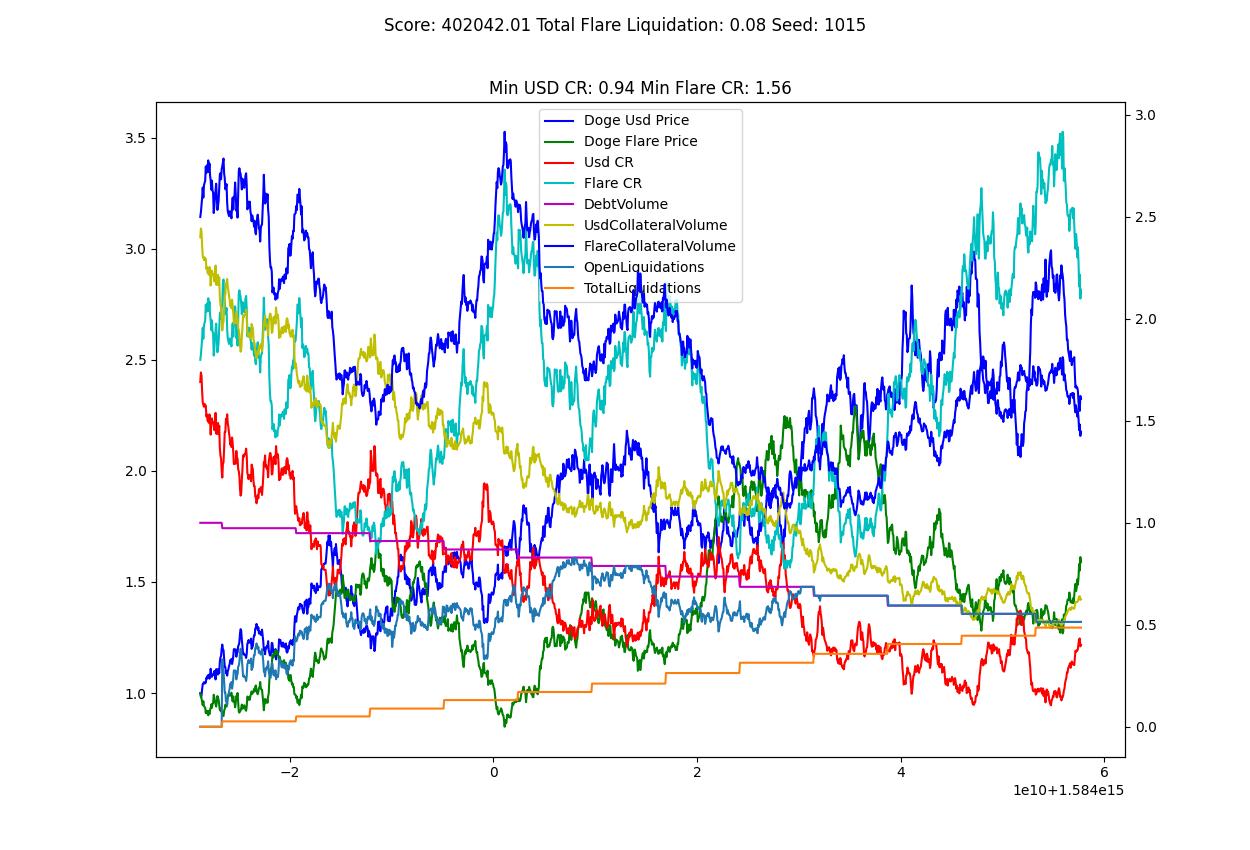 Score: 402042.01 Total Flare Liquidation: 0.08 Seed: 1015
Min USD CR: 0.94 Min Flare CR: 1.56
Doge Usd Price
Doge Flare Price
Usd CR
Flare CR
DebtVolume
UsdCollateralVolume
FlareCollateralVolume
OpenLiquidations
TotalLiquidations
3.5
3.0
2.5
2.0
1.5
1.0
3.0
2.5
2.0
1.5
1.0
0.5
0.0
−2 0 2 4 6
1e10+1.584e15